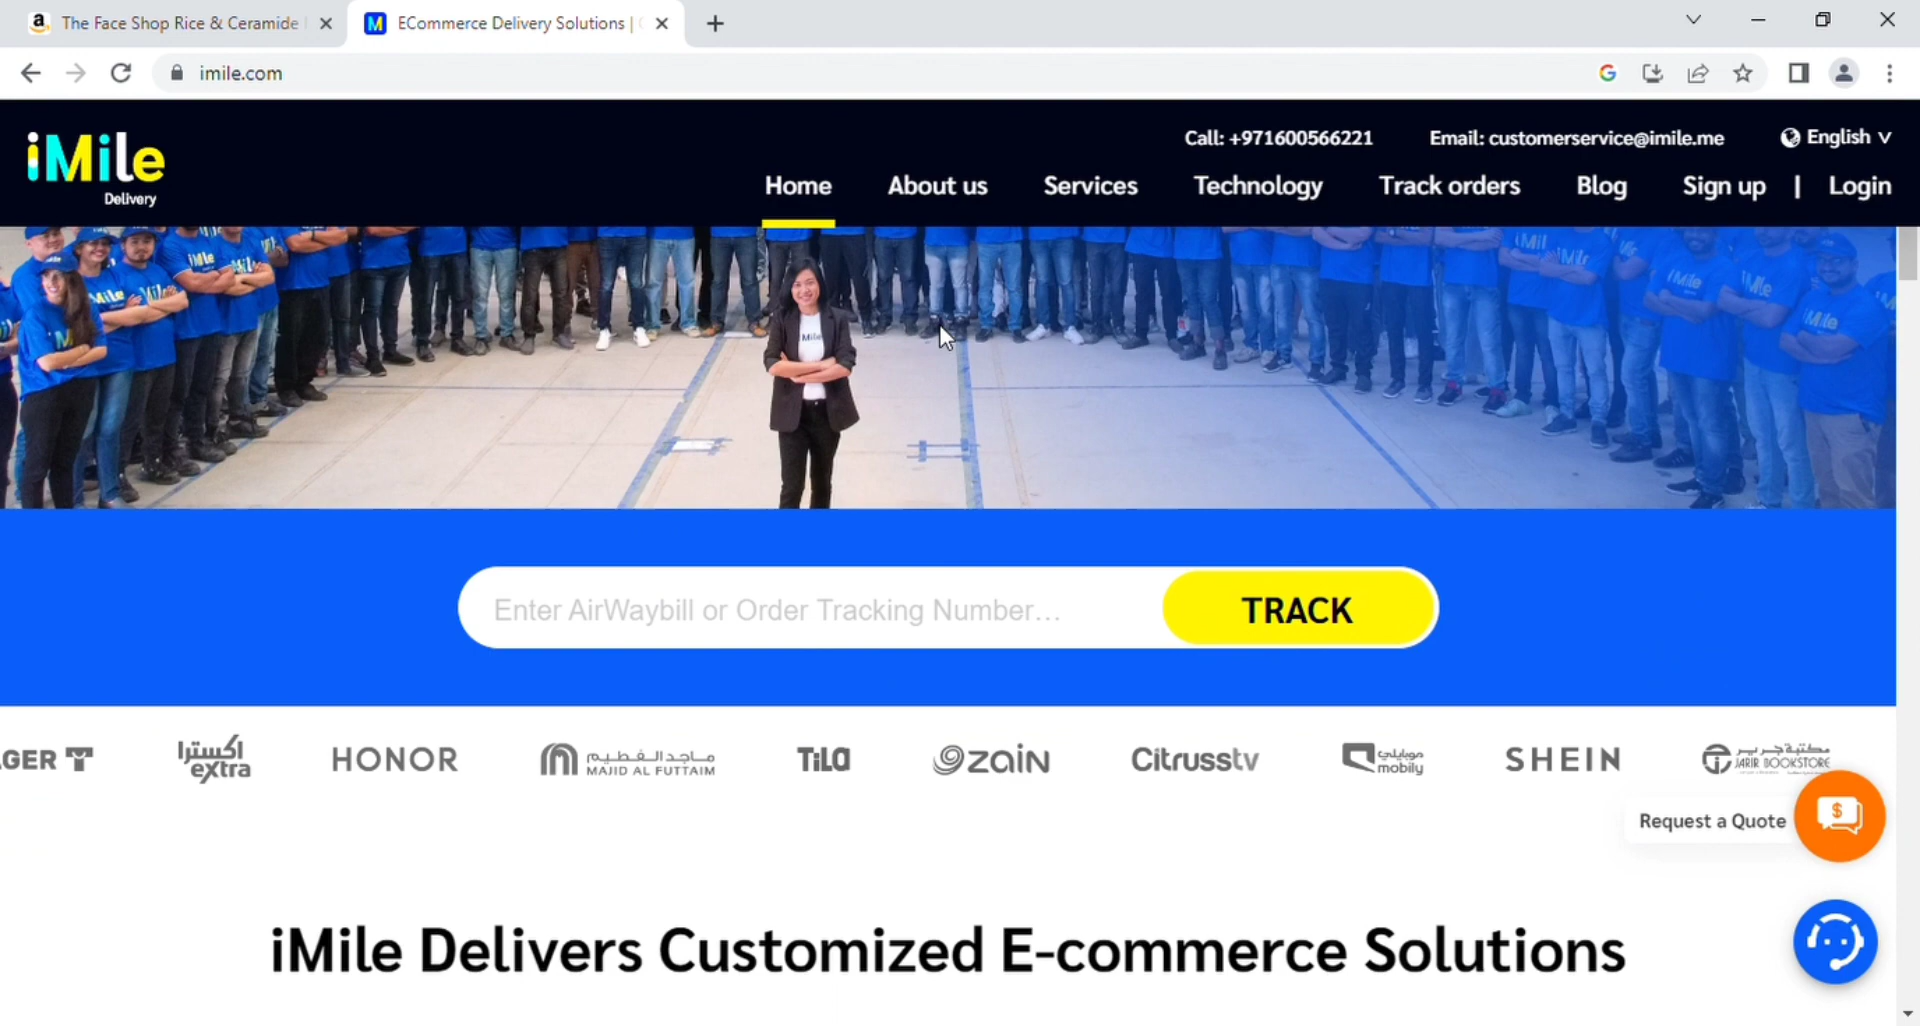 The Face Shop Rice & Ceramide
ECommerce Delivery Solutions |
imile.com
iMile
Delivery
Call: +971600566221
Email: customerservice@imile.me
English
Home
About us
Services
Technology
Track orders
Blog
Sign up | Login
iMile
Enter AirWaybill or Order Tracking Number...
TRACK
GER
اكسترا
eXtra
HONOR
ماجد الفطيم
MAJID AL FUTTAIM
TiLa
zain
Citrusstv
موبايلي
mobily
SHEIN
مكتبة جرير
JARIR BOOKSTORE
Request a Quote
iMile Delivers Customized E-commerce Solutions